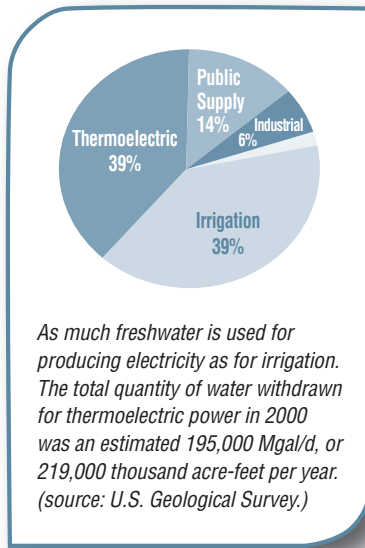 Public
Supply
14%
Industrial
6%
Thermoelectric
39%
Irrigation
39%
As much freshwater is used for
producing electricity as for irrigation.
The total quantity of water withdrawn
for thermoelectric power in 2000
was an estimated 195,000 Mgal/d, or
219,000 thousand acre-feet per year.
(source: U.S. Geological Survey.)